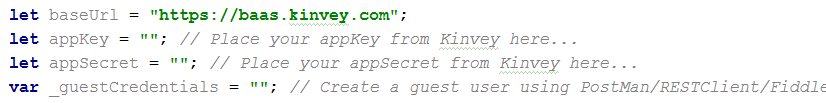 let baseUrl = "https://baas.kinvey.com";
let appKey = ""; // Place your appKey from Kinvey here...
let appSecret = ""; // Place your appSecret from Kinvey here...
var _guestCredentials = ""; // Create a guest user using PostMan/RESTClient/Fiddle